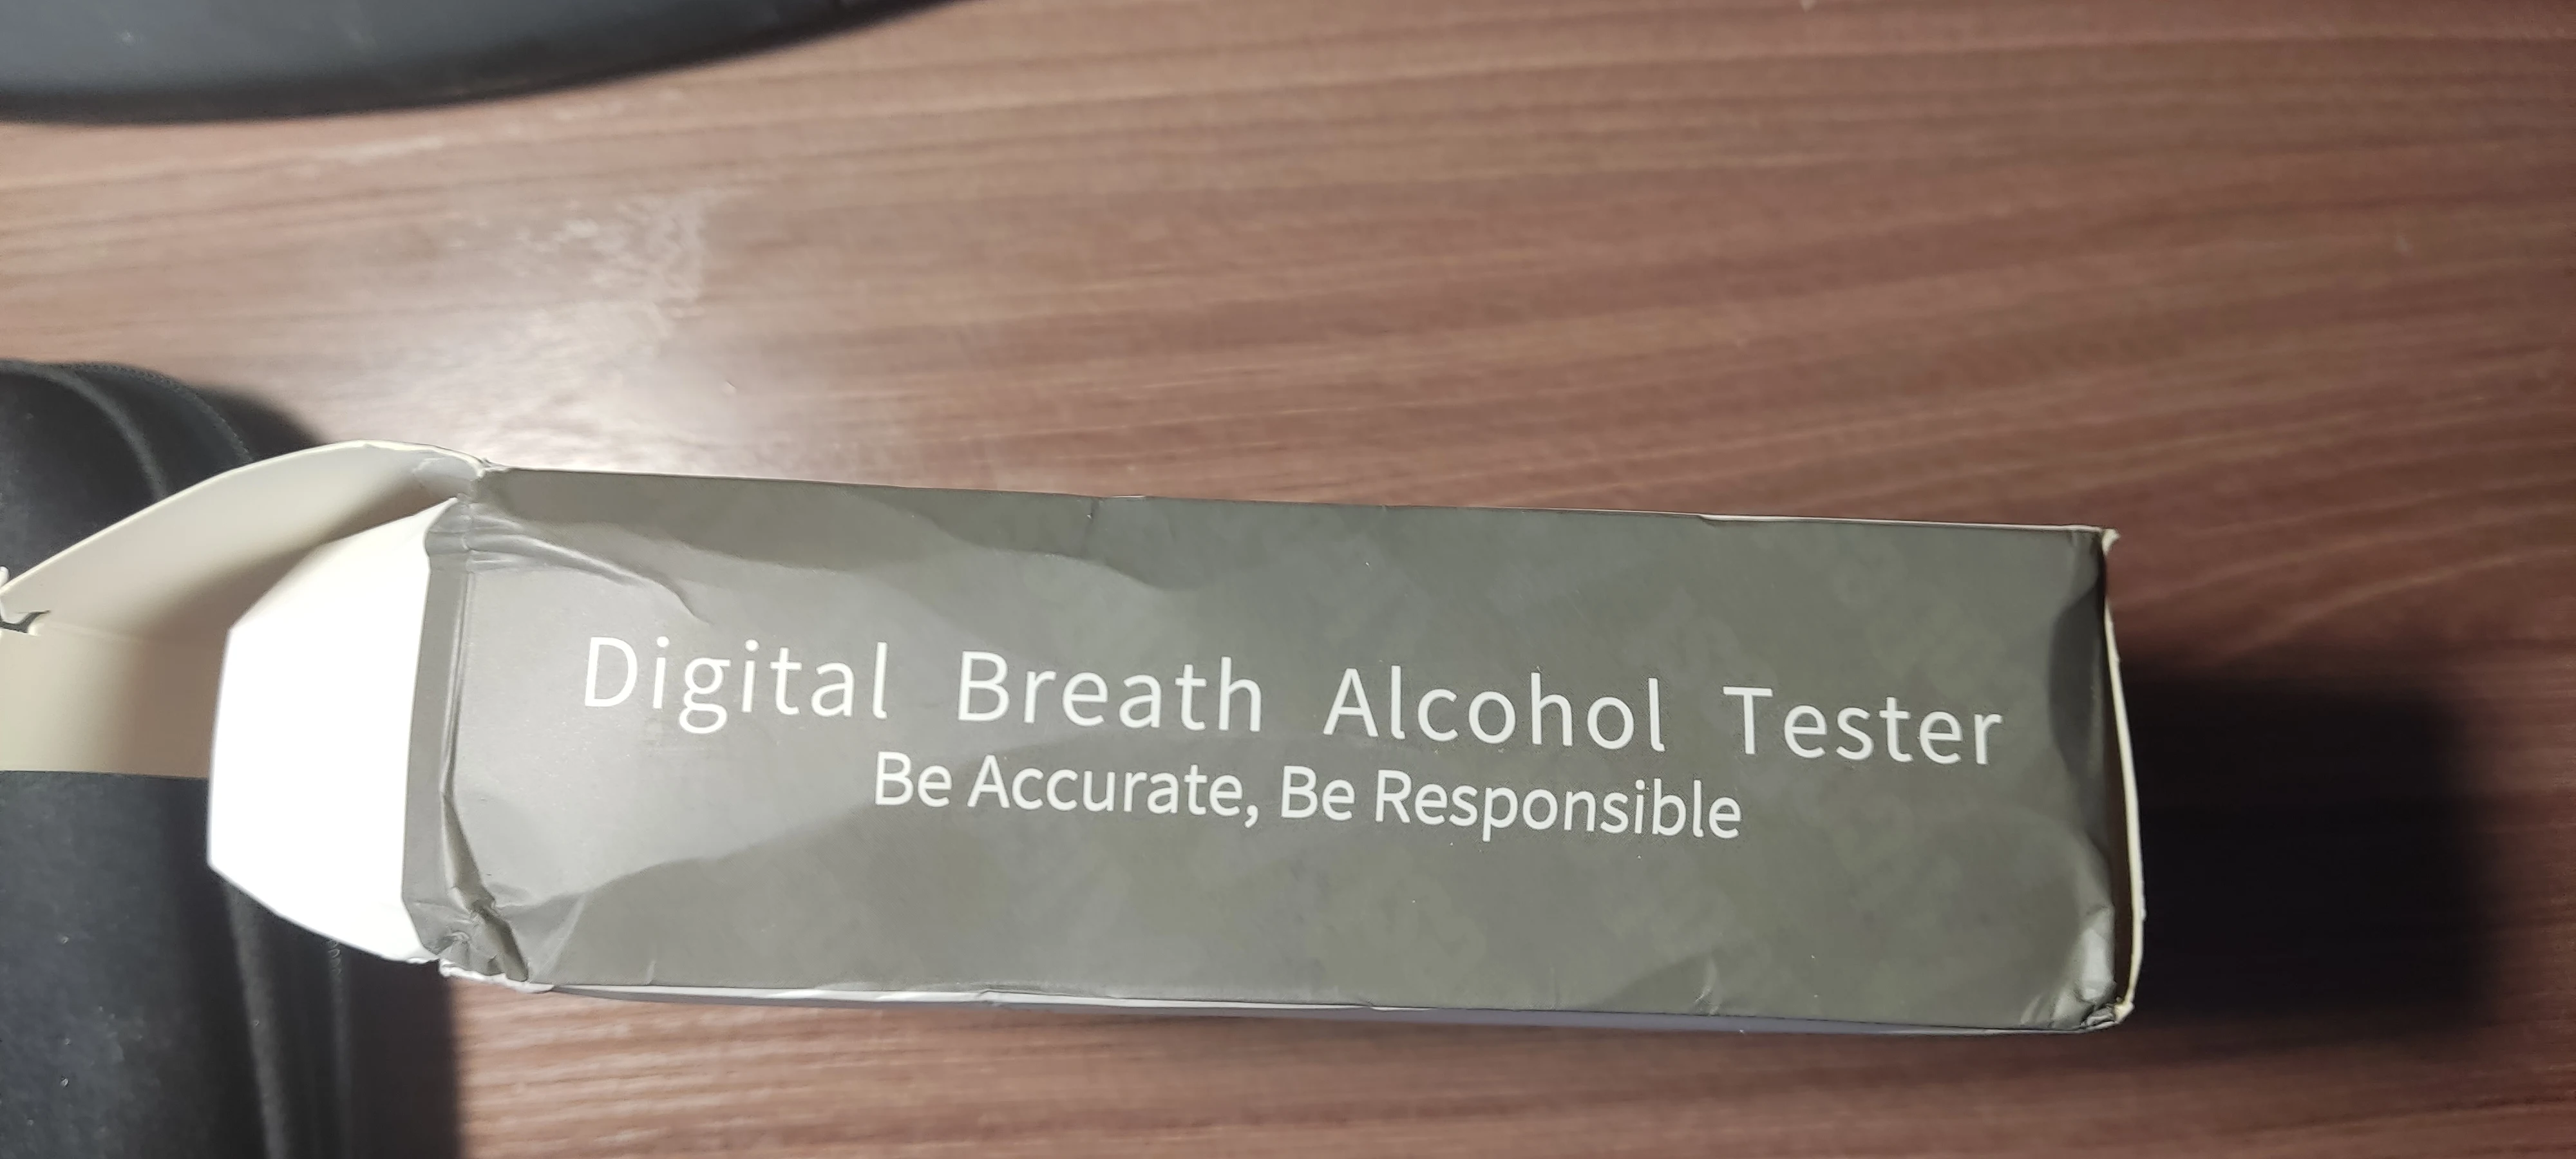 Digital Breath Alcohol Tester
Be Accurate, Be Responsible